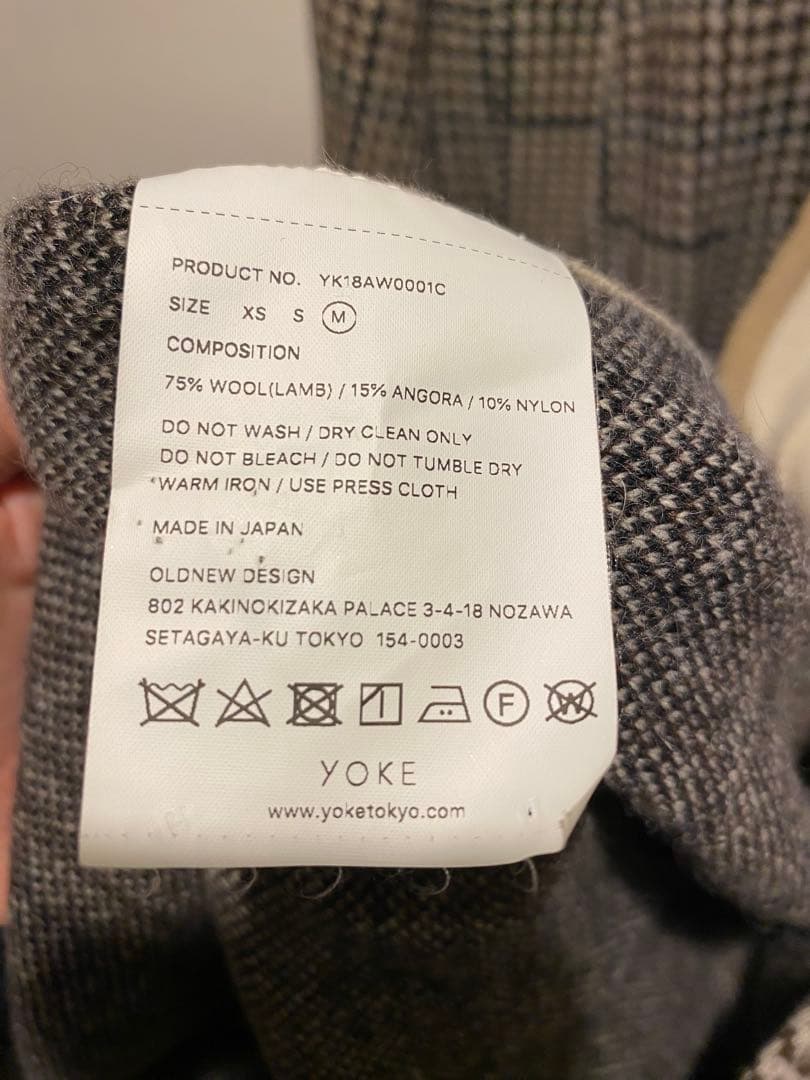 PRODUCT NO. YK18AW0001C
SIZE XS S M
COMPOSITION
75% WOOL(LAMB) / 15% ANGORA / 10% NYLON
DO NOT WASH / DRY CLEAN ONLY
DO NOT BLEACH / DO NOT TUMBLE DRY
WARM IRON / USE PRESS CLOTH
MADE IN JAPAN
OLDNEW DESIGN
802 KAKINOKIZAKA PALACE 3-4-18 NOZAWA
SETAGAYA-KU TOKYO 154-0003
F W
YOKE
www.yoketokyo.com